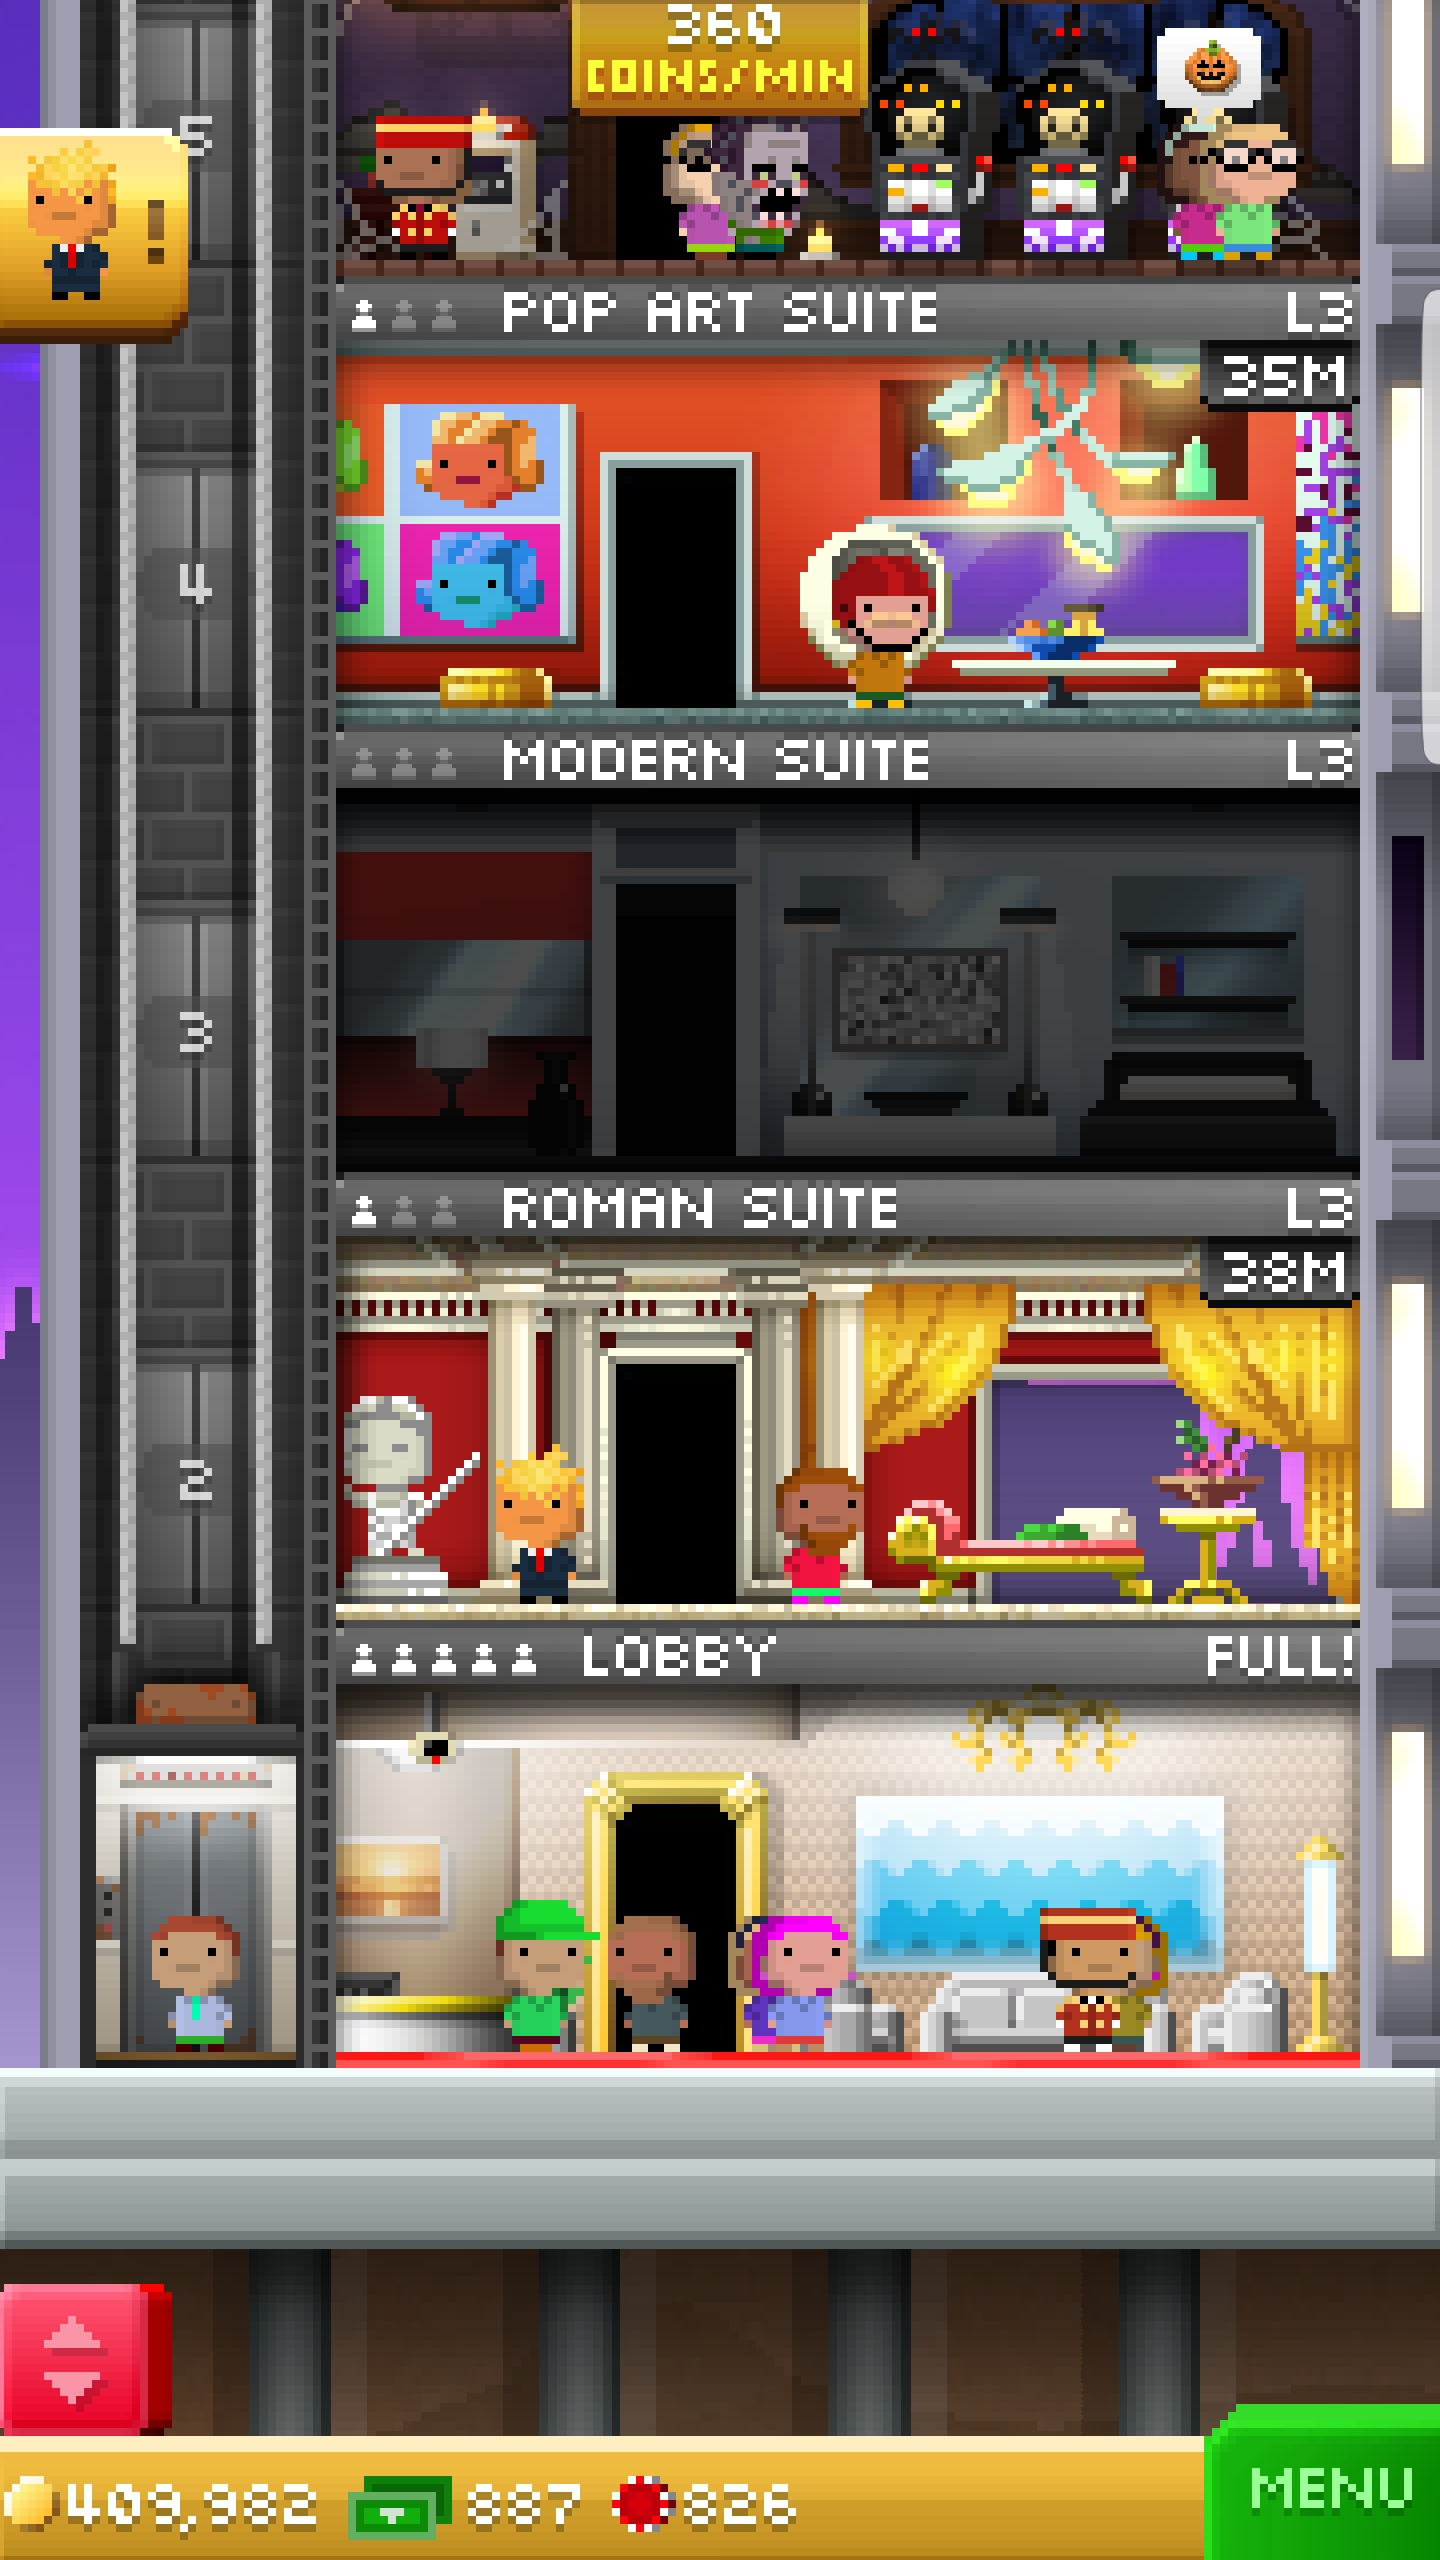 360
COINS/MIN
5
!
POP ART SUITE L3
35M
4
MODERN SUITE L3
3
ROMAN SUITE L3
38M
2
LOBBY FULL!
409,982 887 826
MENU